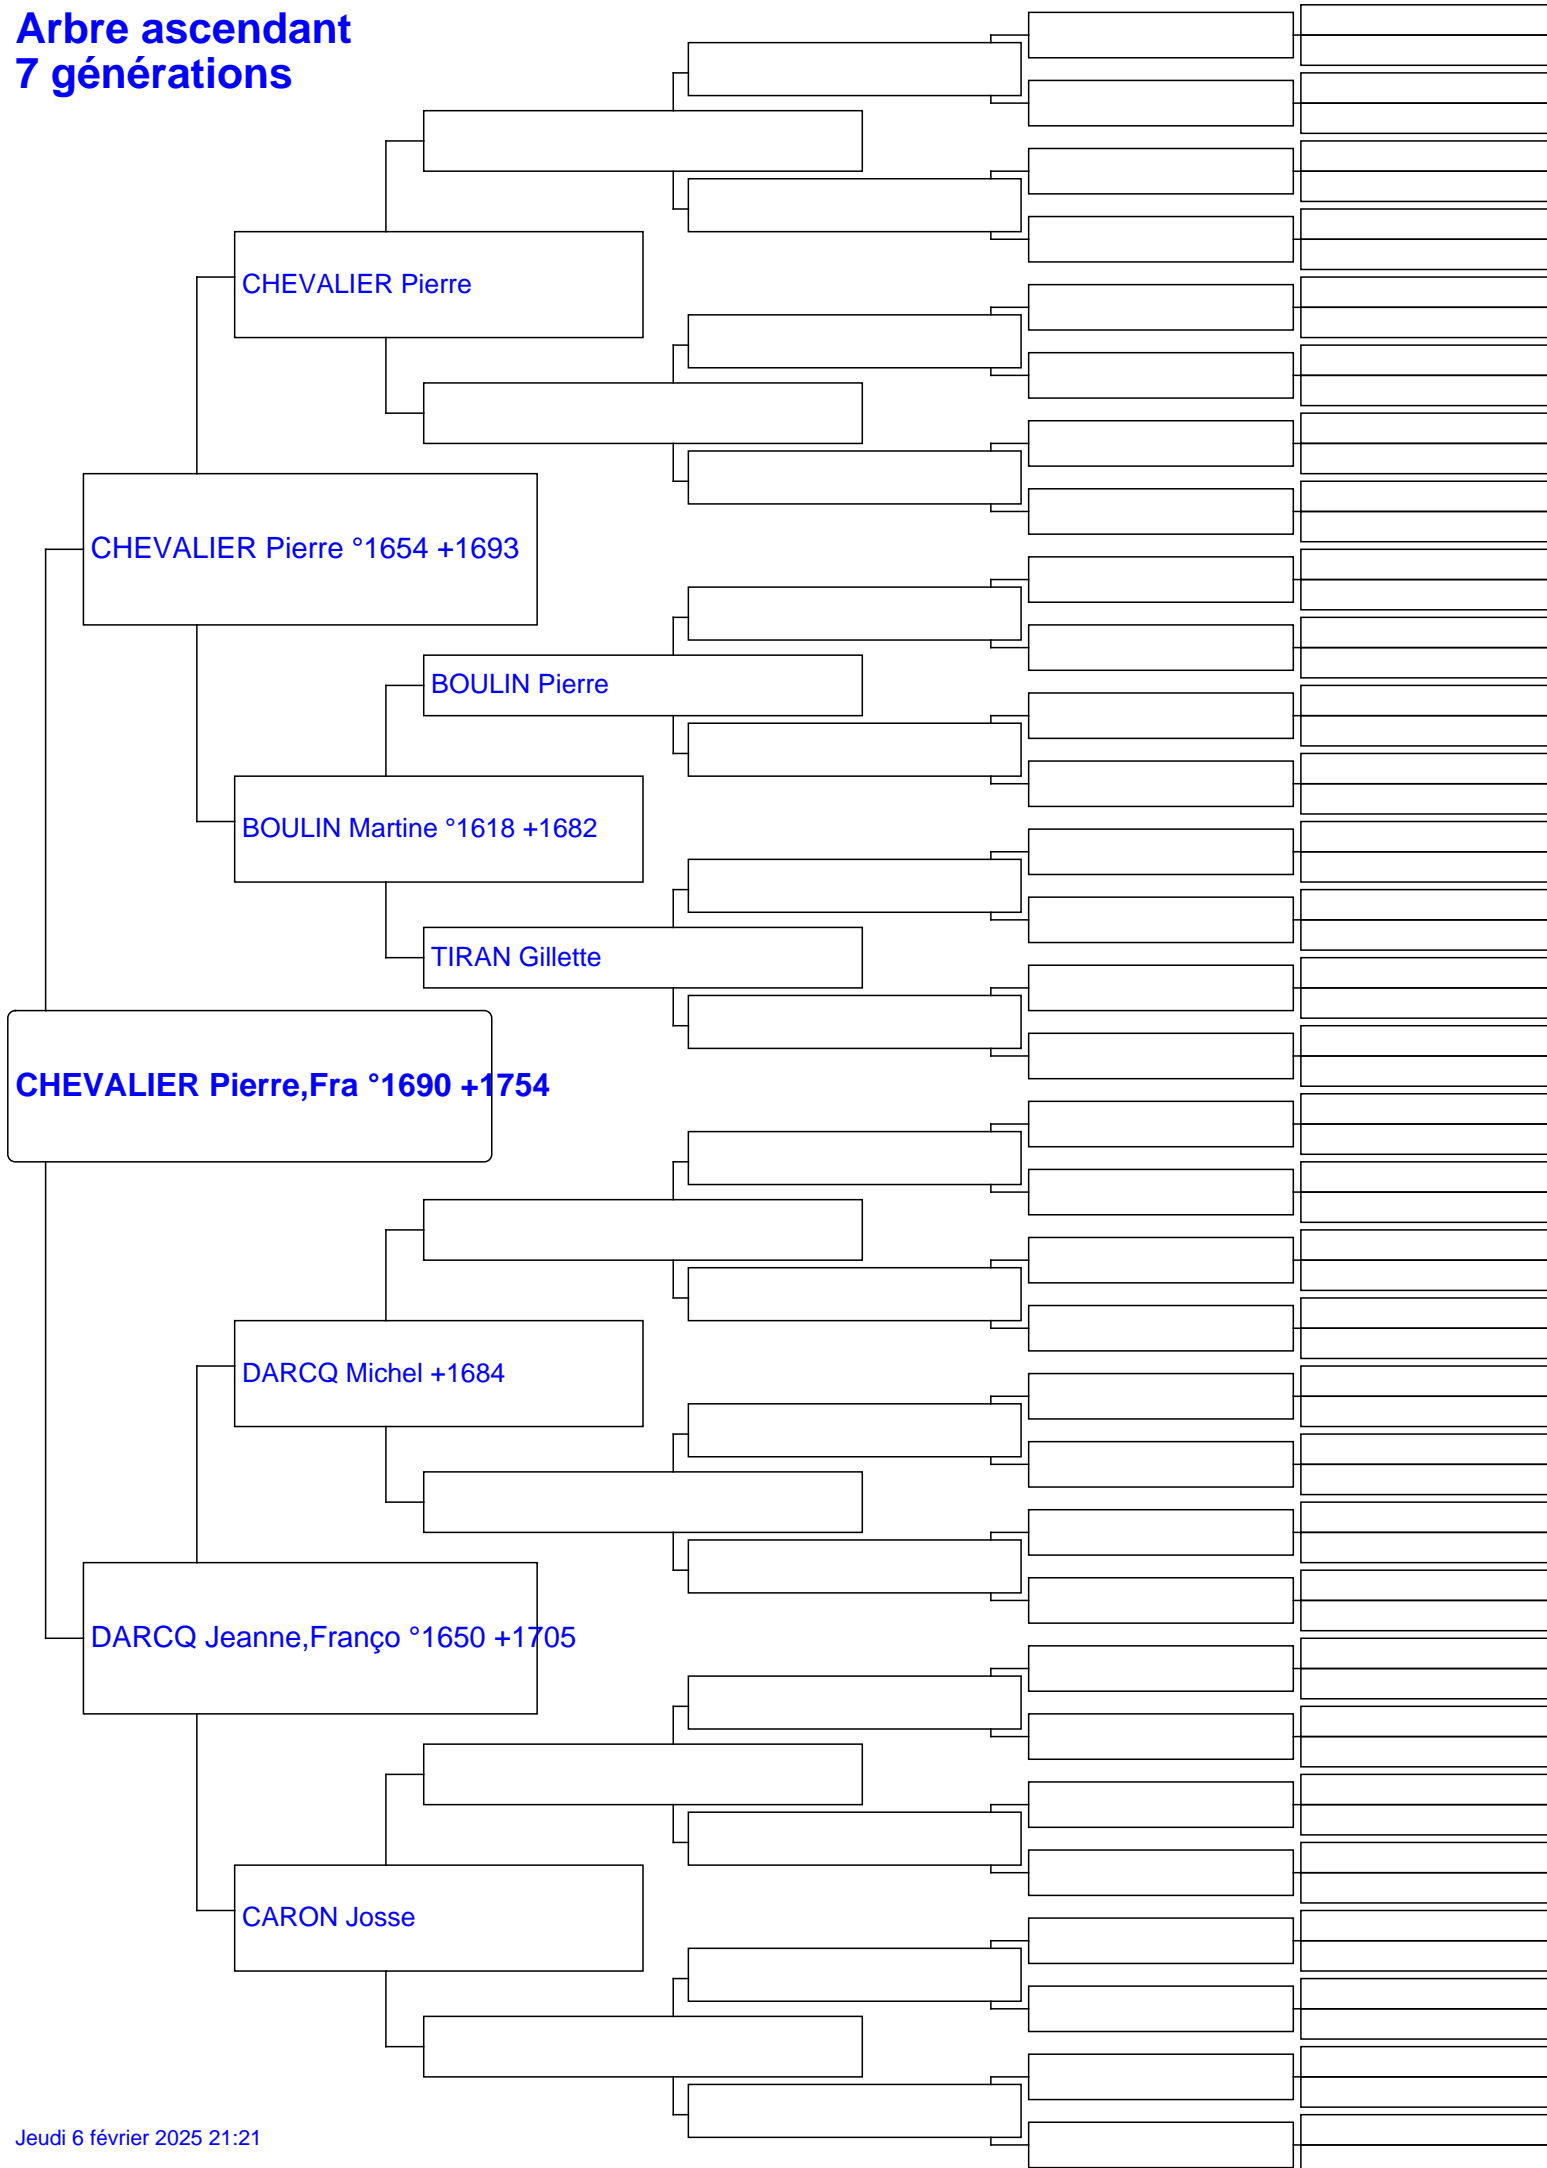 Arbre ascendant
7 générations
CHEVALIER Pierre
CHEVALIER Pierre °1654 +1693
BOULIN Pierre
BOULIN Martine °1618 +1682
TIRAN Gillette
CHEVALIER Pierre,Fra °1690 +1754
DARCQ Michel +1684
DARCQ Jeanne,Franço °1650 +1705
CARON Josse
Jeudi 6 février 2025 21:21